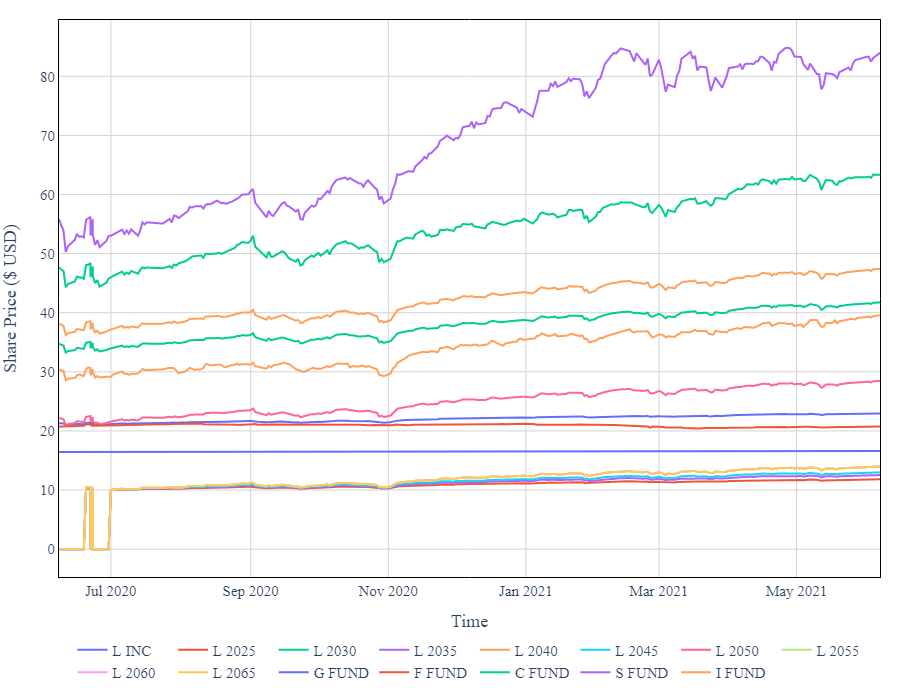 Share Price ($ USD)
80
70
60
50
40
30
20
10
0
Jul 2020 Sep 2020 Nov 2020 Jan 2021 Mar 2021 May 2021
Time
L INC L 2025 L 2030 L 2035 L 2040 L 2045 L 2050 L 2055
L 2060 L 2065 G FUND F FUND C FUND S FUND I FUND